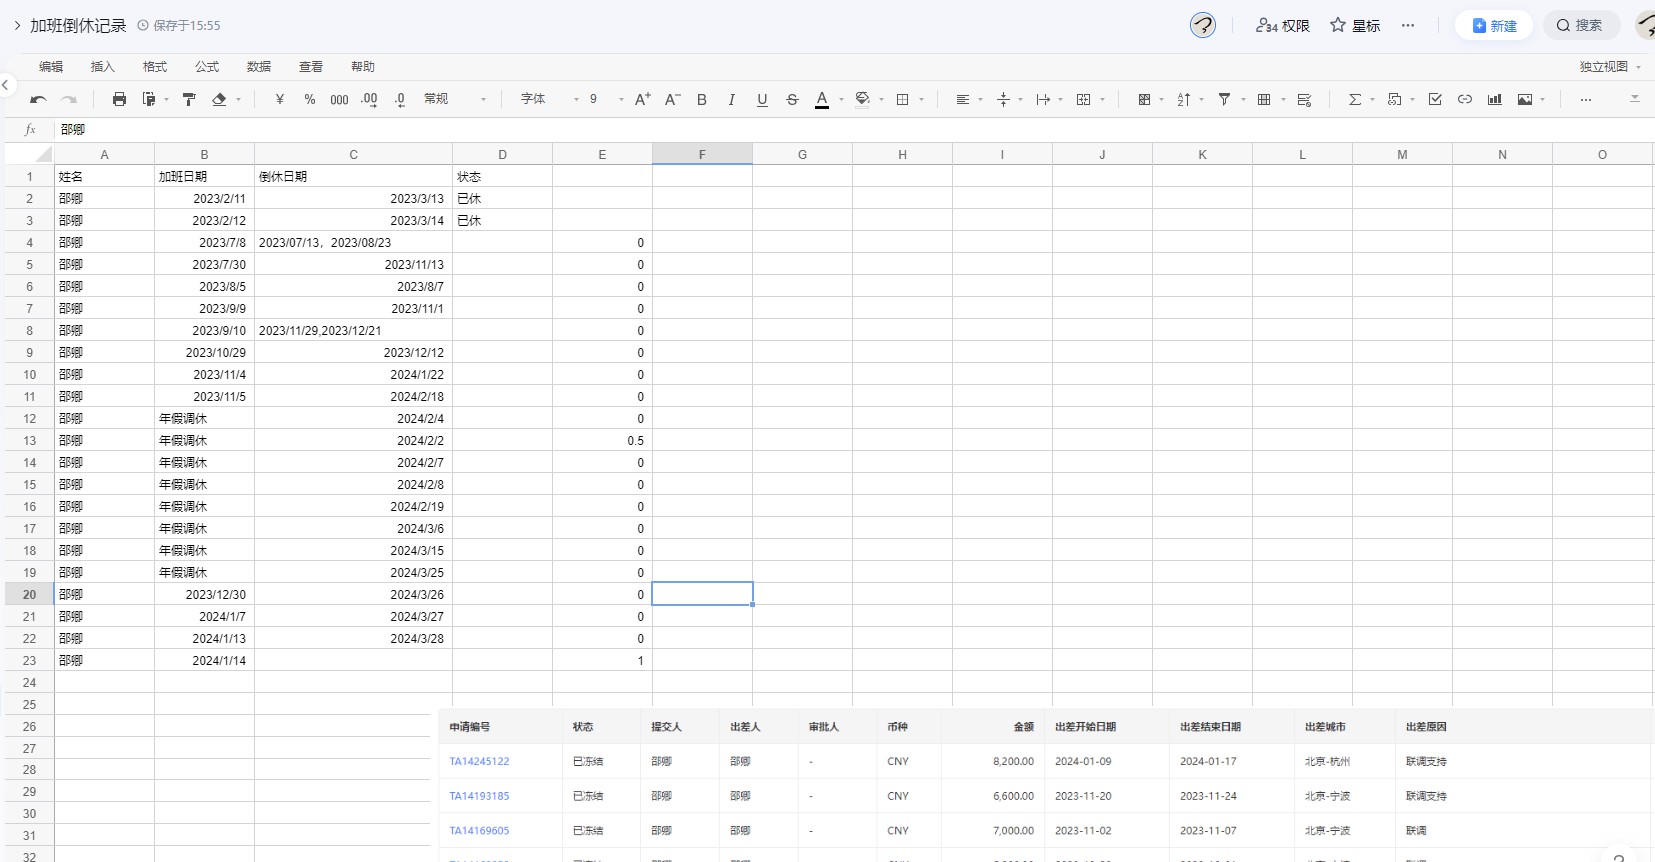 加班倒休记录 保存于15:55 权限 星标 ··· 新建 搜索
编辑 插入 格式 公式 数据 查看 帮助 独立视图
¥ % 000 .00 .0 常规 字体 9 A+ A− B I U S A ···
fx 邵卿
A B C D E F G H I J K L M N O
1 姓名 加班日期 倒休日期 状态
2 邵卿 2023/2/11 2023/3/13 已休
3 邵卿 2023/2/12 2023/3/14 已休
4 邵卿 2023/7/8 2023/07/13，2023/08/23 0
5 邵卿 2023/7/30 2023/11/13 0
6 邵卿 2023/8/5 2023/8/7 0
7 邵卿 2023/9/9 2023/11/1 0
8 邵卿 2023/9/10 2023/11/29,2023/12/21 0
9 邵卿 2023/10/29 2023/12/12 0
10 邵卿 2023/11/4 2024/1/22 0
11 邵卿 2023/11/5 2024/2/18 0
12 邵卿 年假调休 2024/2/4 0
13 邵卿 年假调休 2024/2/2 0.5
14 邵卿 年假调休 2024/2/7 0
15 邵卿 年假调休 2024/2/8 0
16 邵卿 年假调休 2024/2/19 0
17 邵卿 年假调休 2024/3/6 0
18 邵卿 年假调休 2024/3/15 0
19 邵卿 年假调休 2024/3/25 0
20 邵卿 2023/12/30 2024/3/26 0
21 邵卿 2024/1/7 2024/3/27 0
22 邵卿 2024/1/13 2024/3/28 0
23 邵卿 2024/1/14 1
24
25
26
27
28
29
30
31
32
申请编号 状态 提交人 出差人 审批人 币种 金额 出差开始日期 出差结束日期 出差城市 出差原因
TA14245122 已冻结 邵卿 邵卿 - CNY 8,200.00 2024-01-09 2024-01-17 北京-杭州 联调支持
TA14193185 已冻结 邵卿 邵卿 - CNY 6,600.00 2023-11-20 2023-11-24 北京-宁波 联调支持
TA14169605 已冻结 邵卿 邵卿 - CNY 7,000.00 2023-11-02 2023-11-07 北京-宁波 联调